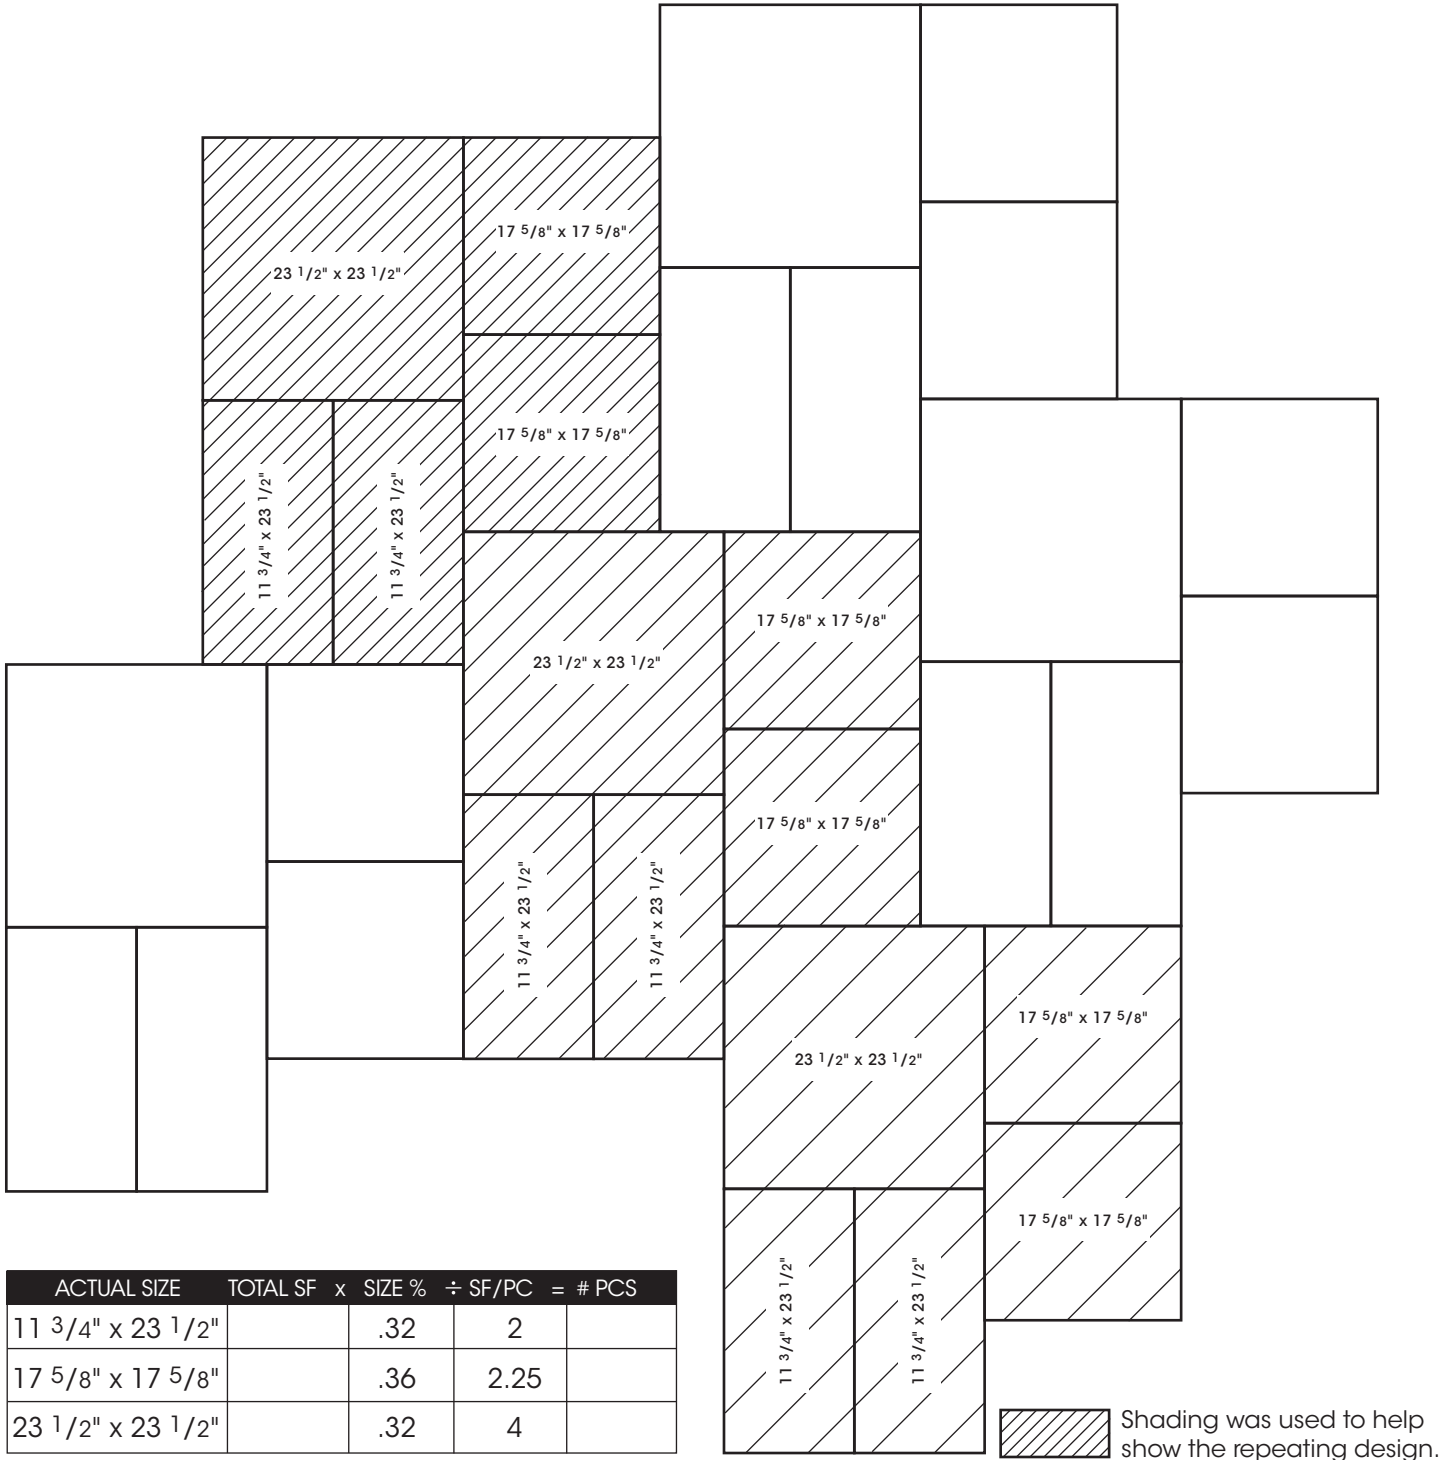 17 5/8" x 17 5/8"
23 1/2" x 23 1/2"
17 5/8" x 17 5/8"
11 3/4" x 23 1/2"
11 3/4" x 23 1/2"
17 5/8" x 17 5/8"
23 1/2" x 23 1/2"
17 5/8" x 17 5/8"
11 3/4" x 23 1/2"
11 3/4" x 23 1/2"
17 5/8" x 17 5/8"
23 1/2" x 23 1/2"
17 5/8" x 17 5/8"
11 3/4" x 23 1/2"
11 3/4" x 23 1/2"
ACTUAL SIZE TOTAL SF x SIZE % ÷ SF/PC = # PCS
11 3/4" x 23 1/2" .32 2
17 5/8" x 17 5/8" .36 2.25
23 1/2" x 23 1/2" .32 4
Shading was used to help
show the repeating design.